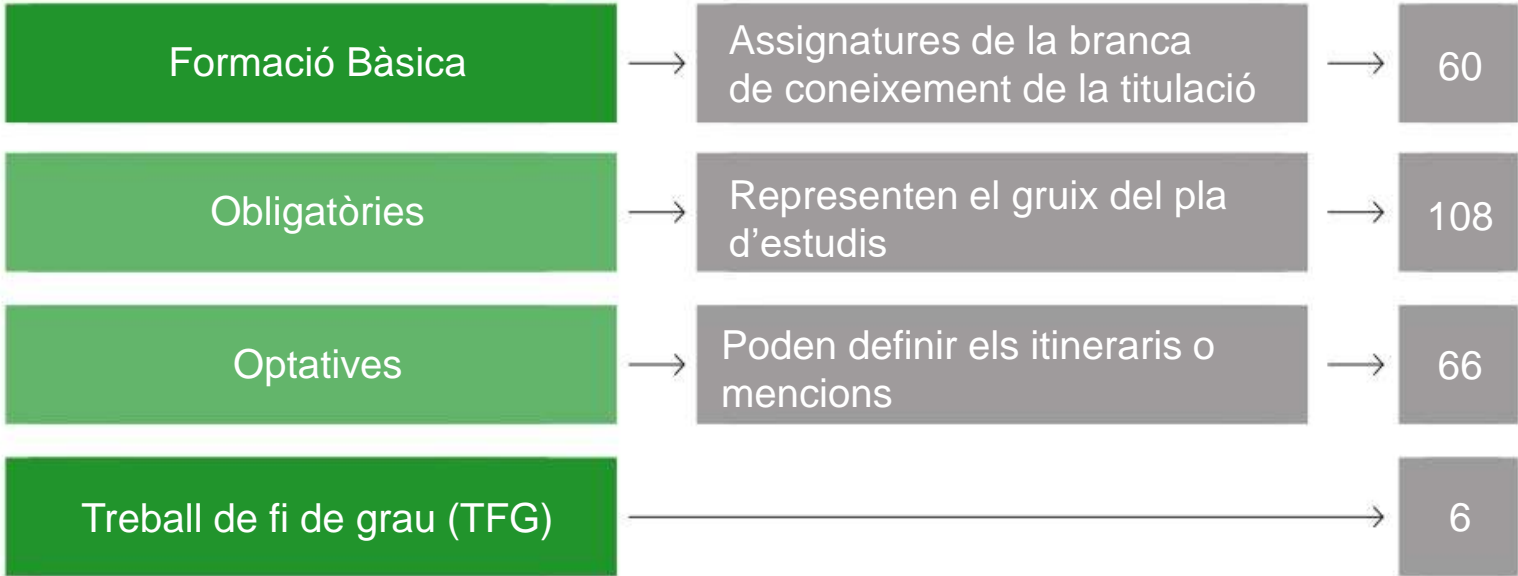 Formació Bàsica
Assignatures de la branca
de coneixement de la titulació
60
Obligatòries
Representen el gruix del pla
d’estudis
108
Optatives
Poden definir els itineraris o
mencions
66
Treball de fi de grau (TFG)
6